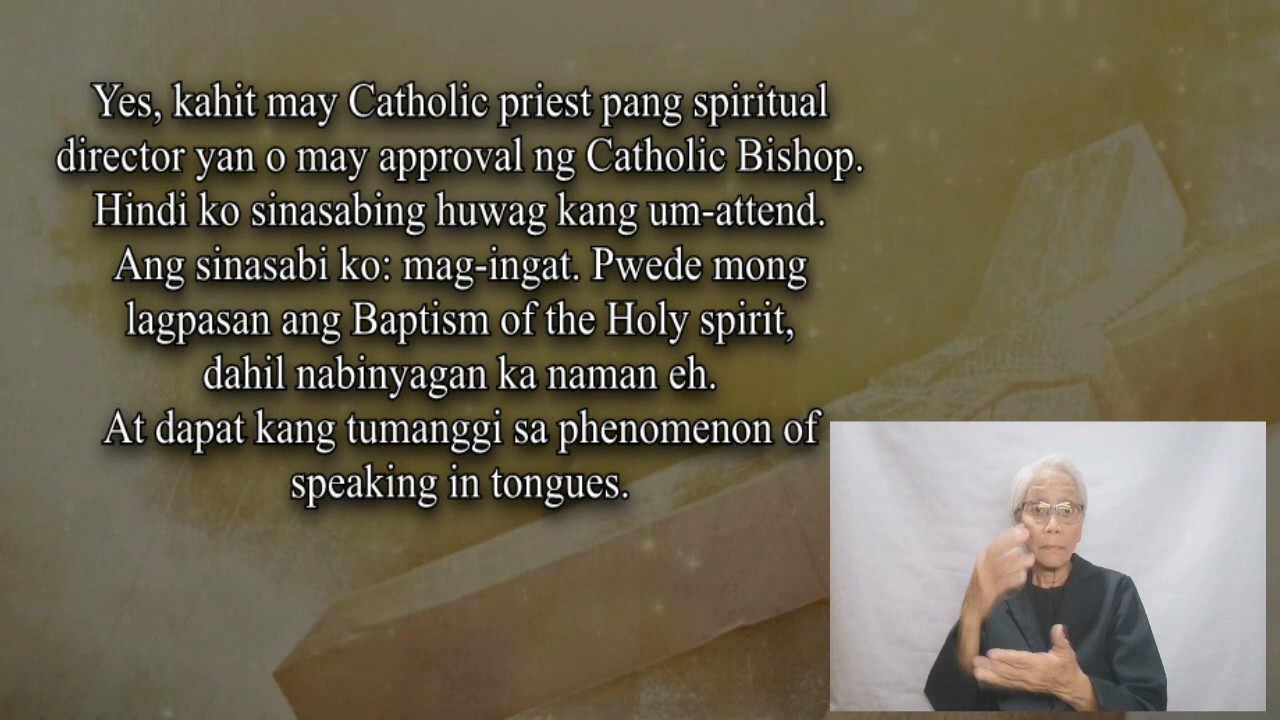 Yes, kahit may Catholic priest pang spiritual
director yan o may approval ng Catholic Bishop.
Hindi ko sinasabing huwag kang um-attend.
Ang sinasabi ko: mag-ingat. Pwede mong
lagpasan ang Baptism of the Holy spirit,
dahil nabinyagan ka naman eh.
At dapat kang tumanggi sa phenomenon of
speaking in tongues.